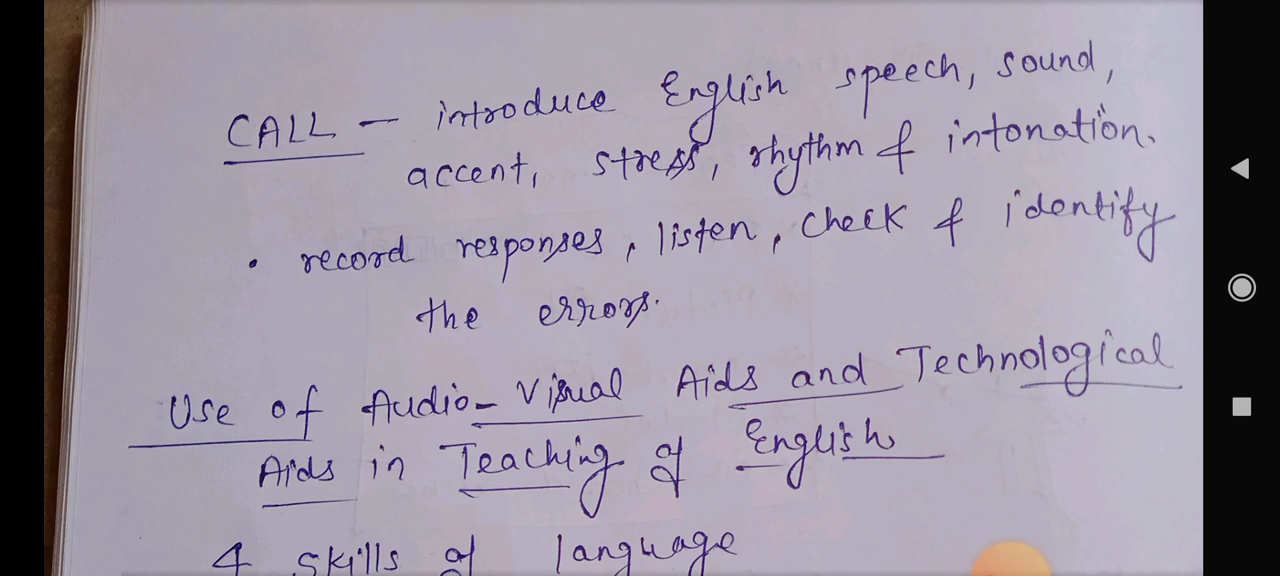 CALL – introduce English speech, sound,
accent, stress, rhythm & intonation.
• record responses, listen, check & identify
the errors.
Use of Audio-Visual Aids and Technological
Aids in Teaching of English
4 skills of language